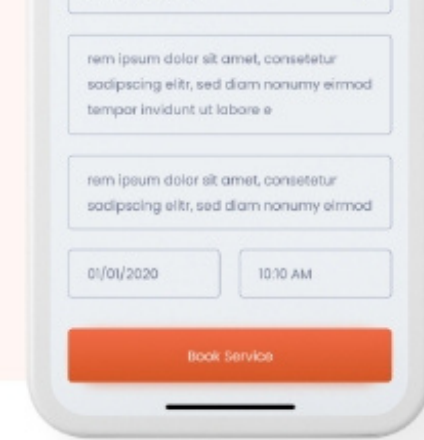 rem ipsum dolor sit amet, consetetur
sadipscing elitr, sed diam nonumy eirmod
tempor invidunt ut labore e
rem ipsum dolor sit amet, consetetur
sadipscing elitr, sed diam nonumy eirmod
01/01/2020
10:10 AM
Book Service